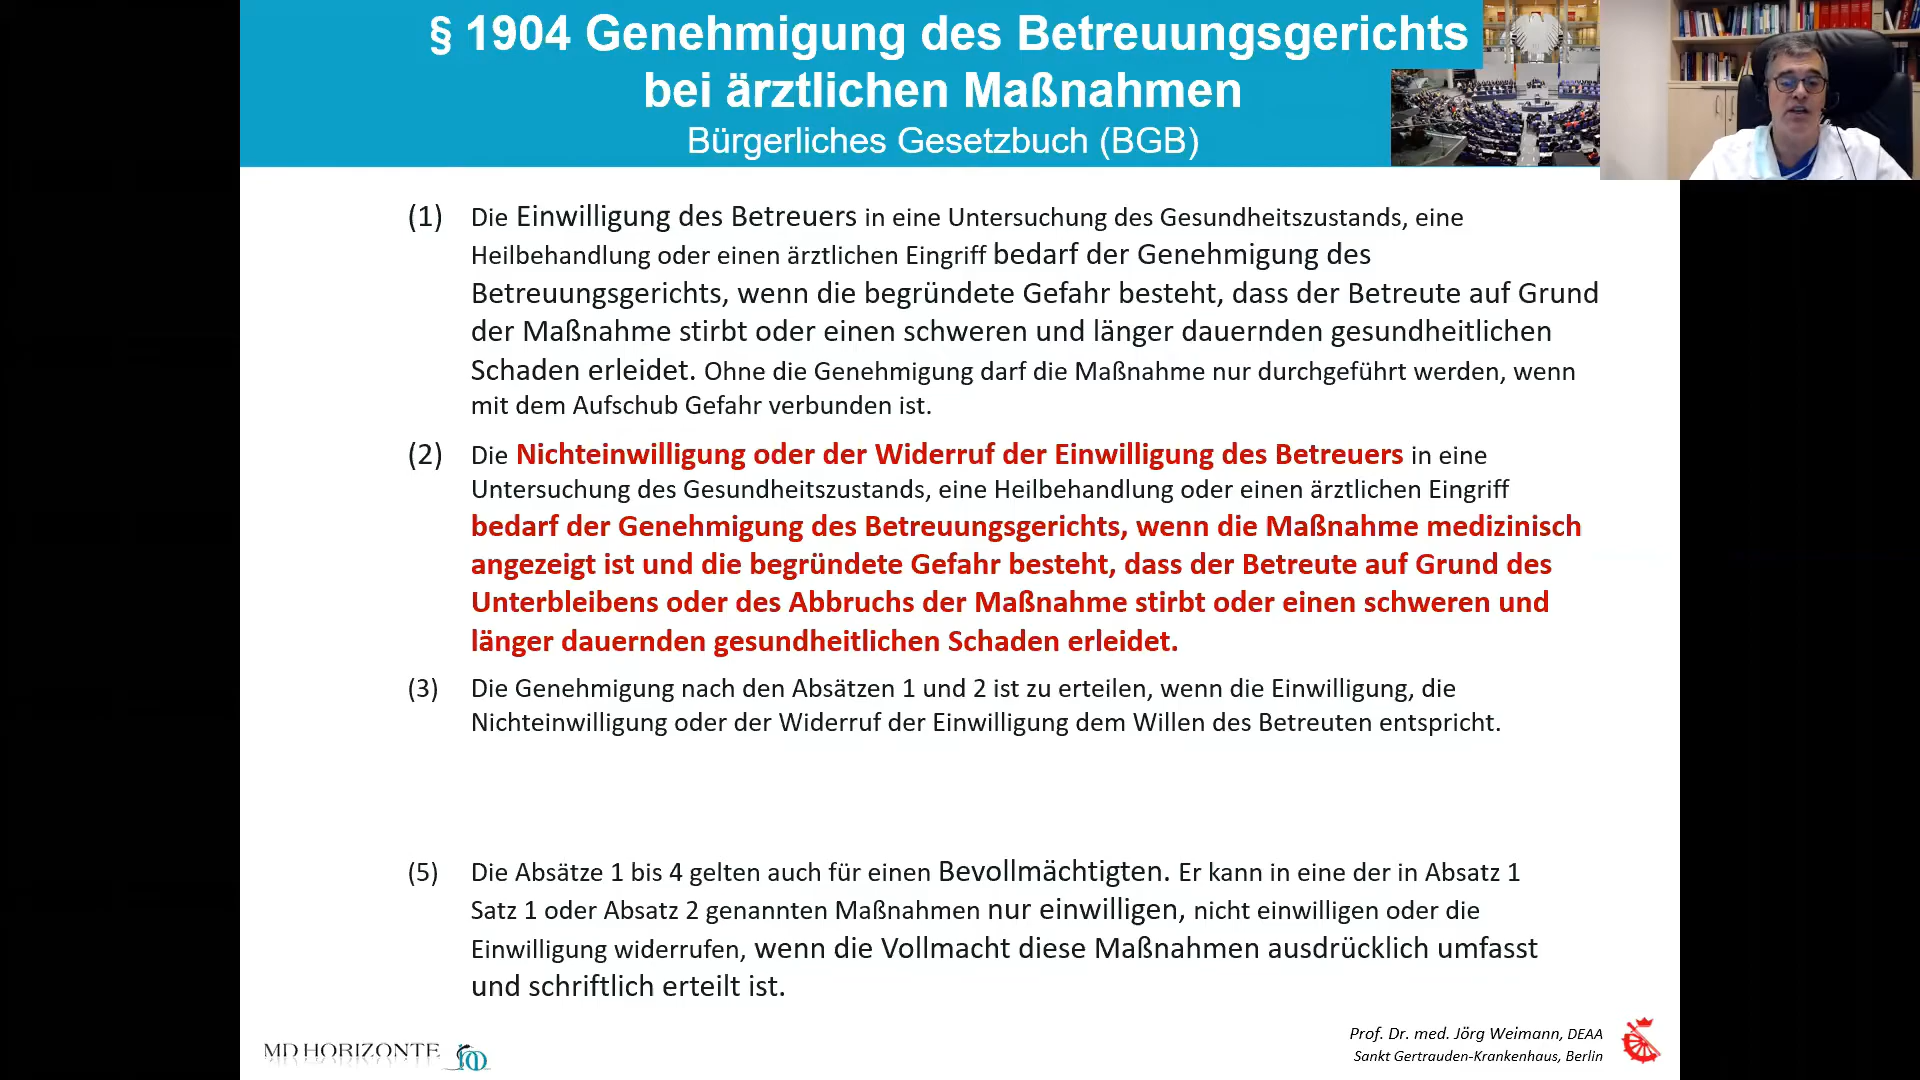 § 1904 Genehmigung des Betreuungsgerichts
bei ärztlichen Maßnahmen
Bürgerliches Gesetzbuch (BGB)
(1) Die Einwilligung des Betreuers in eine Untersuchung des Gesundheitszustands, eine
Heilbehandlung oder einen ärztlichen Eingriff bedarf der Genehmigung des
Betreuungsgerichts, wenn die begründete Gefahr besteht, dass der Betreute auf Grund
der Maßnahme stirbt oder einen schweren und länger dauernden gesundheitlichen
Schaden erleidet. Ohne die Genehmigung darf die Maßnahme nur durchgeführt werden, wenn
mit dem Aufschub Gefahr verbunden ist.
(2) Die Nichteinwilligung oder der Widerruf der Einwilligung des Betreuers in eine
Untersuchung des Gesundheitszustands, eine Heilbehandlung oder einen ärztlichen Eingriff
bedarf der Genehmigung des Betreuungsgerichts, wenn die Maßnahme medizinisch
angezeigt ist und die begründete Gefahr besteht, dass der Betreute auf Grund des
Unterbleibens oder des Abbruchs der Maßnahme stirbt oder einen schweren und
länger dauernden gesundheitlichen Schaden erleidet.
(3) Die Genehmigung nach den Absätzen 1 und 2 ist zu erteilen, wenn die Einwilligung, die
Nichteinwilligung oder der Widerruf der Einwilligung dem Willen des Betreuten entspricht.
(5) Die Absätze 1 bis 4 gelten auch für einen Bevollmächtigten. Er kann in eine der in Absatz 1
Satz 1 oder Absatz 2 genannten Maßnahmen nur einwilligen, nicht einwilligen oder die
Einwilligung widerrufen, wenn die Vollmacht diese Maßnahmen ausdrücklich umfasst
und schriftlich erteilt ist.
MD HORIZONTE
Prof. Dr. med. Jörg Weimann, DEAA
Sankt Gertrauden-Krankenhaus, Berlin